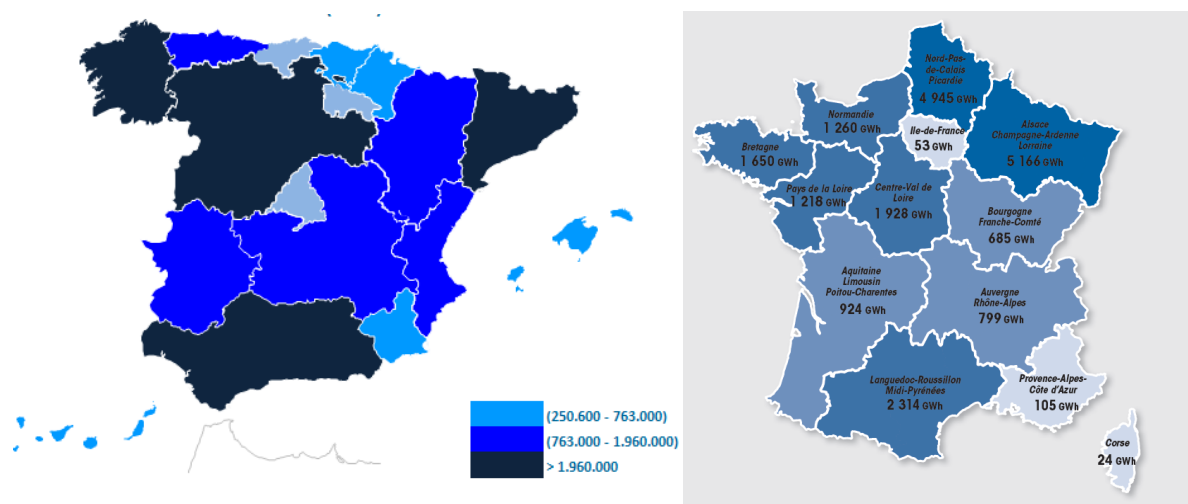 (250.600 - 763.000)
(763.000 - 1.960.000)
> 1.960.000
Nord-Pas-
de-Calais
Picardie
4 945 GWh
Normandie
1 260 GWh
Ile-de-France
53 GWh
Alsace
Champagne-Ardenne
Lorraine
5 166 GWh
Bretagne
1 650 GWh
Pays de la Loire
1 218 GWh
Centre-Val de
Loire
1 928 GWh
Bourgogne
Franche-Comté
685 GWh
Aquitaine
Limousin
Poitou-Charentes
924 GWh
Auvergne
Rhône-Alpes
799 GWh
Languedoc-Roussillon
Midi-Pyrénées
2 314 GWh
Provence-Alpes-
Côte d'Azur
105 GWh
Corse
24 GWh